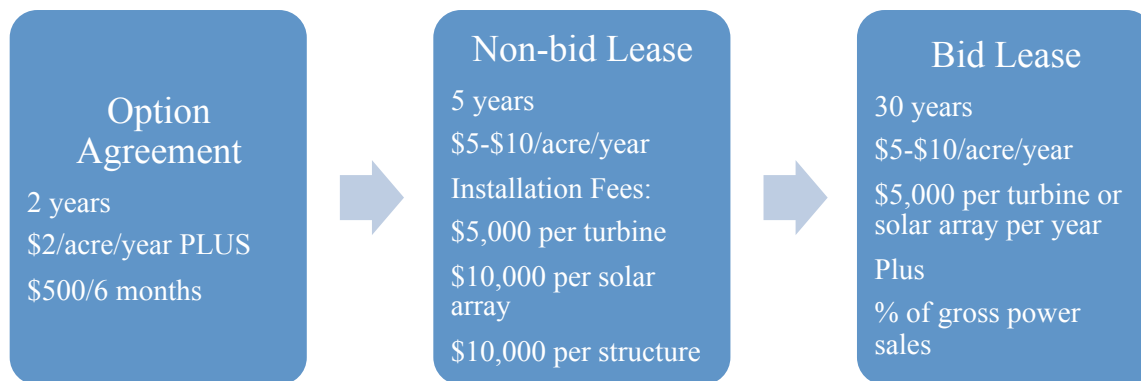 Option
Agreement
2 years
$2/acre/year PLUS
$500/6 months
Non-bid Lease
5 years
$5-$10/acre/year
Installation Fees:
$5,000 per turbine
$10,000 per solar
array
$10,000 per structure
Bid Lease
30 years
$5-$10/acre/year
$5,000 per turbine or
solar array per year
Plus
% of gross power
sales